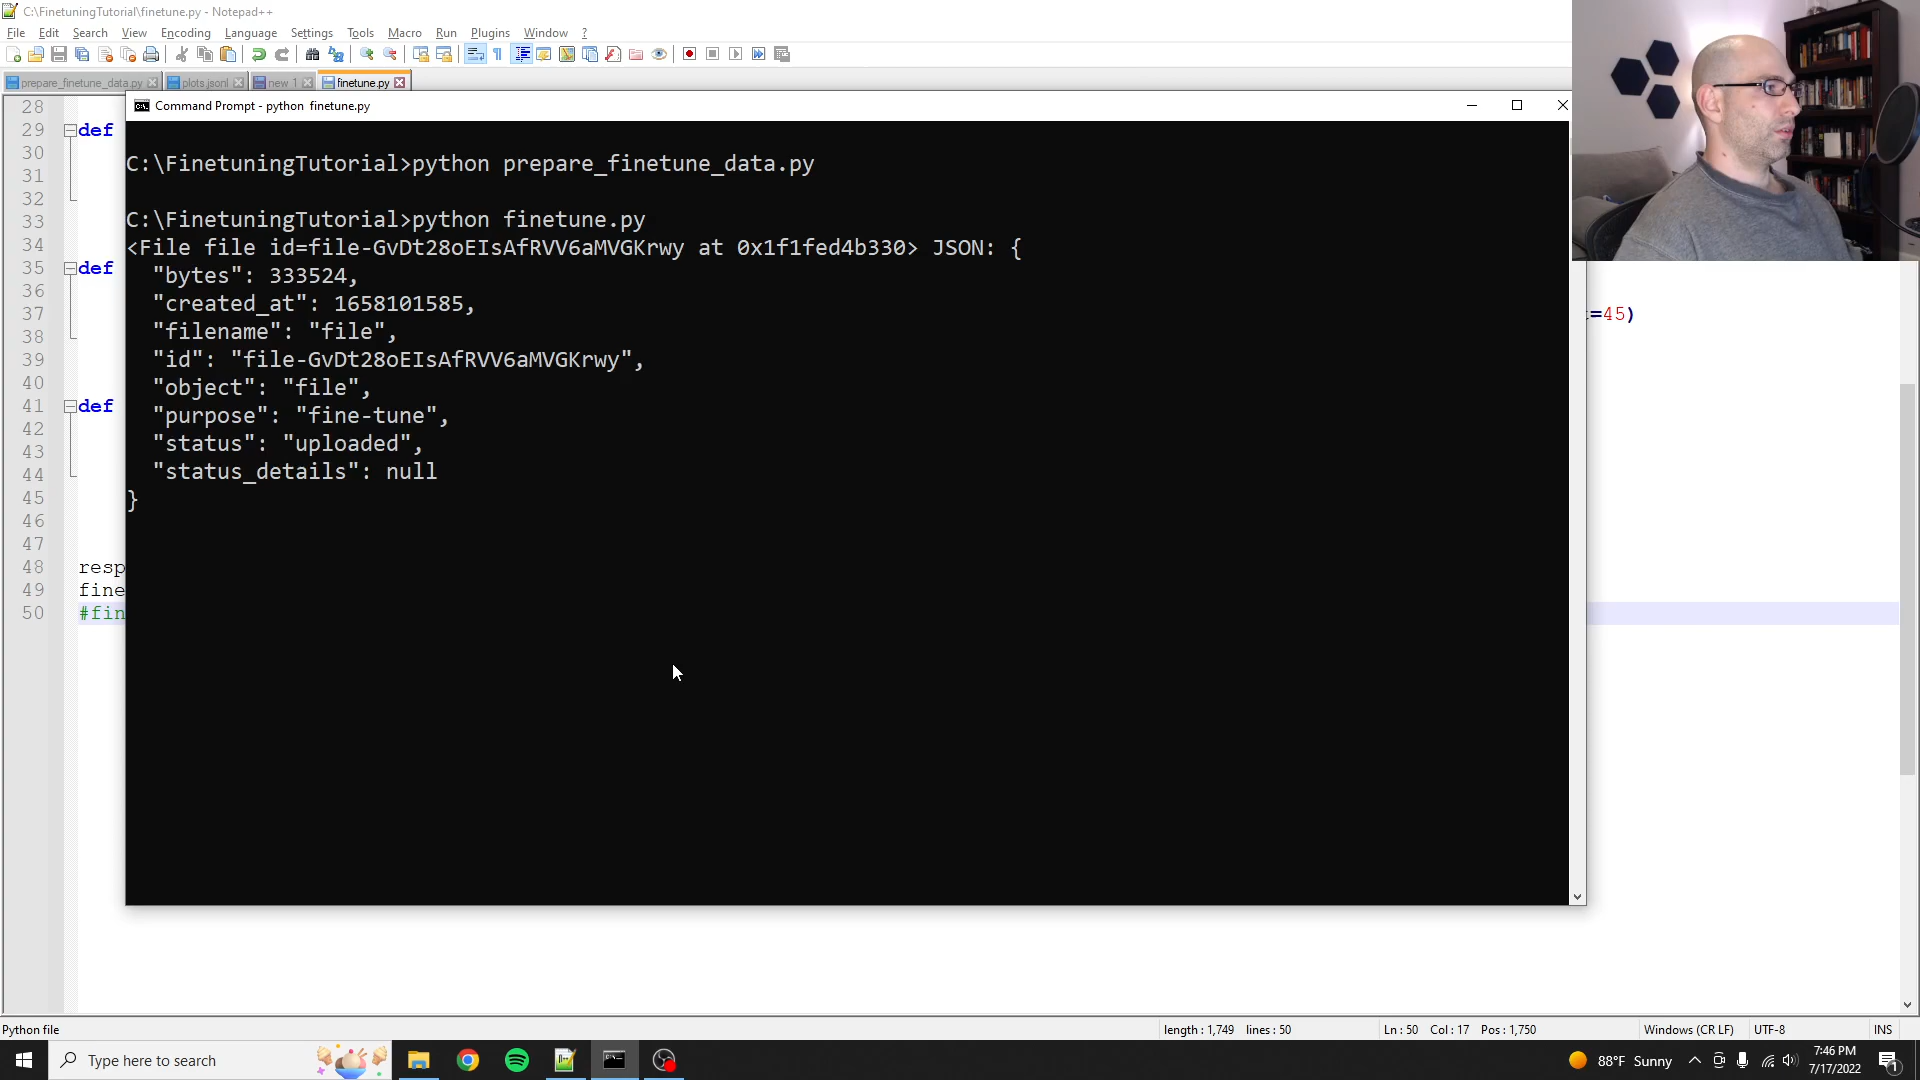 C:\FinetuningTutorial\finetune.py - Notepad++
File Edit Search View Encoding Language Settings Tools Macro Run Plugins Window ?
prepare_finetune_data.py plots.jsonl new 1 finetune.py
Command Prompt - python finetune.py
28
29 def
30
31
32
33
34
35 def
36
37 =45)
38
39
40
41 def
42
43
44
45
46
47
48 resp
49 fine
50 #fin
C:\FinetuningTutorial>python prepare_finetune_data.py
C:\FinetuningTutorial>python finetune.py
<File file id=file-GvDt28oEIsAfRVV6aMVGKrwy at 0x1f1fed4b330> JSON: {
"bytes": 333524,
"created_at": 1658101585,
"filename": "file",
"id": "file-GvDt28oEIsAfRVV6aMVGKrwy",
"object": "file",
"purpose": "fine-tune",
"status": "uploaded",
"status_details": null
}
Python file length : 1,749 lines : 50 Ln : 50 Col : 17 Pos : 1,750 Windows (CR LF) UTF-8 INS
Type here to search 88°F Sunny 7:46 PM
7/17/2022 1